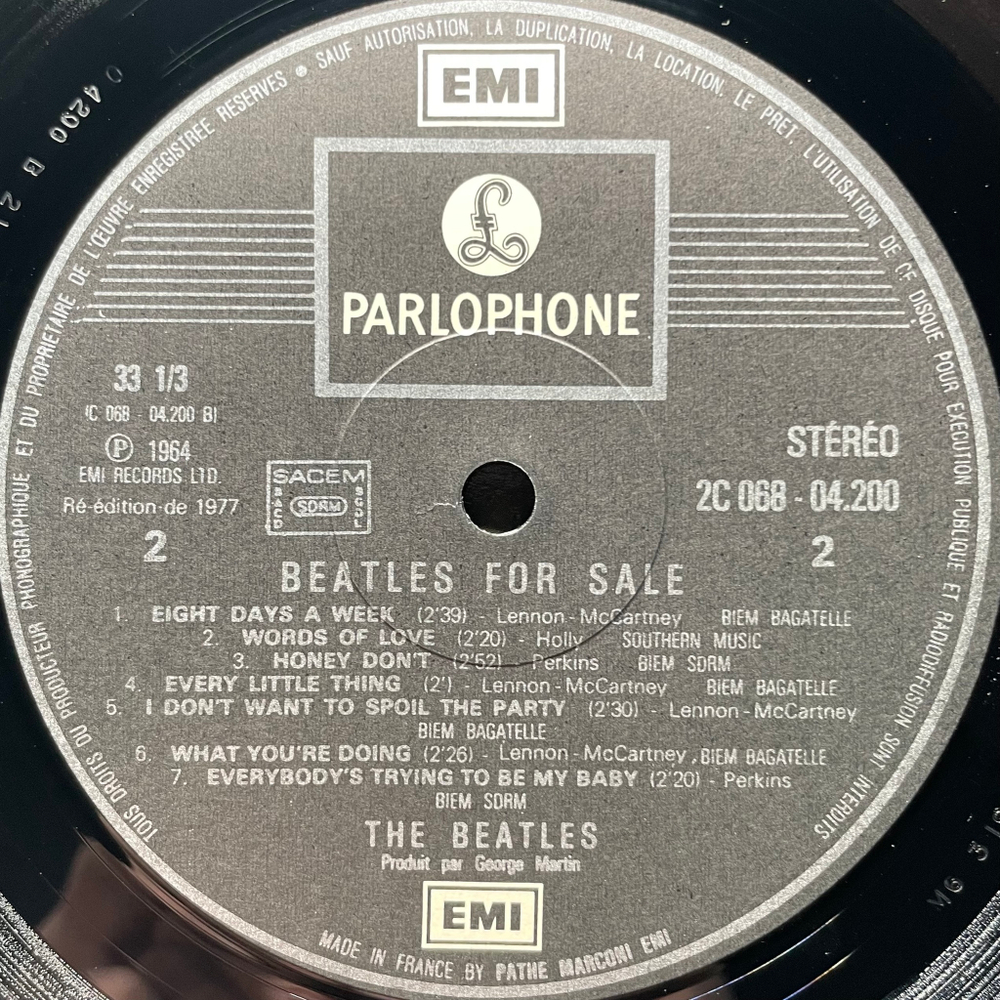 TOUS DROITS DU PRODUCTEUR PHONOGRAPHIQUE ET DU PROPRIETAIRE DE L'ŒUVRE ENREGISTREE RESERVES • SAUF AUTORISATION, LA DUPLICATION, LA LOCATION, LE PRET, L'UTILISATION DE CE DISQUE POUR EXECUTION PUBLIQUE ET RADIODIFFUSION SONT INTERDITS
EMI
£
PARLOPHONE
33 1/3
(C 068 - 04.200 B)
℗ 1964
EMI RECORDS LTD.
Ré-édition de 1977
2
SACEM
SACD
SDRM
SGDL
STÉRÉO
2C 068 - 04.200
2
BEATLES FOR SALE
1. EIGHT DAYS A WEEK (2'39) - Lennon-McCartney BIEM BAGATELLE
2. WORDS OF LOVE (2'20) - Holly SOUTHERN MUSIC
3. HONEY DON'T (2'52) - Perkins BIEM SDRM
4. EVERY LITTLE THING (2') - Lennon-McCartney BIEM BAGATELLE
5. I DON'T WANT TO SPOIL THE PARTY (2'30) - Lennon-McCartney
BIEM BAGATELLE
6. WHAT YOU'RE DOING (2'26) - Lennon-McCartney, BIEM BAGATELLE
7. EVERYBODY'S TRYING TO BE MY BABY (2'20) - Perkins
BIEM SDRM
THE BEATLES
Produit par George Martin
EMI
MADE IN FRANCE BY PATHE MARCONI EMI
04290 B 21
MG 3